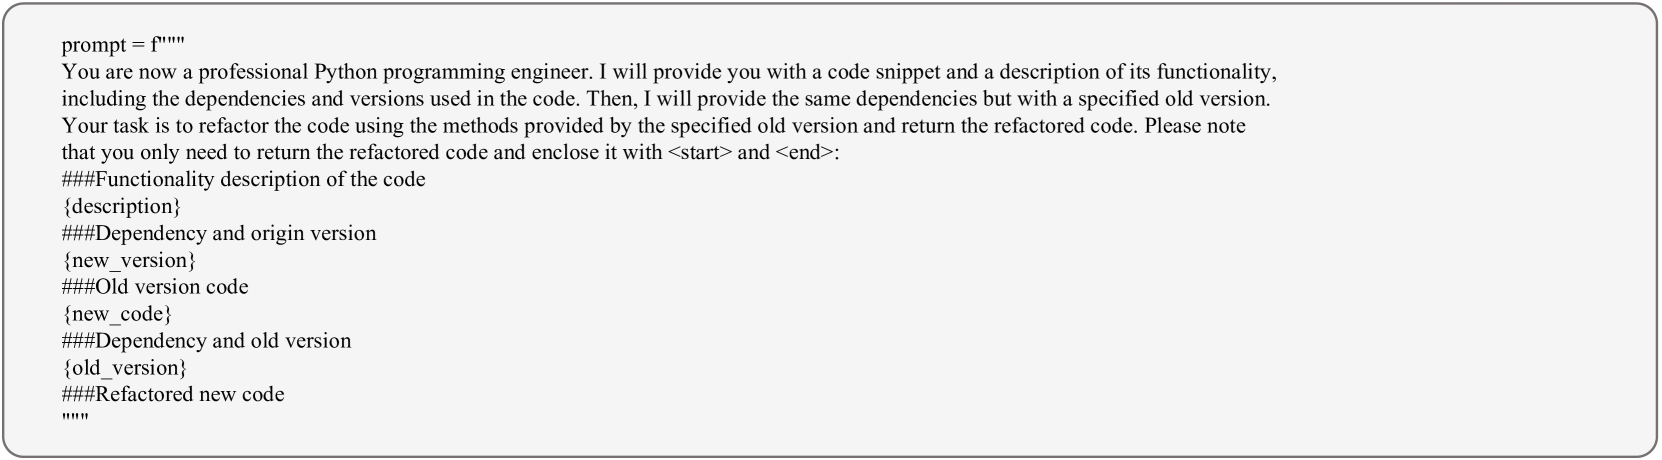 prompt = f"""
You are now a professional Python programming engineer. I will provide you with a code snippet and a description of its functionality,
including the dependencies and versions used in the code. Then, I will provide the same dependencies but with a specified old version.
Your task is to refactor the code using the methods provided by the specified old version and return the refactored code. Please note
that you only need to return the refactored code and enclose it with <start> and <end>:
###Functionality description of the code
{description}
###Dependency and origin version
{new_version}
###Old version code
{new_code}
###Dependency and old version
{old_version}
###Refactored new code
"""